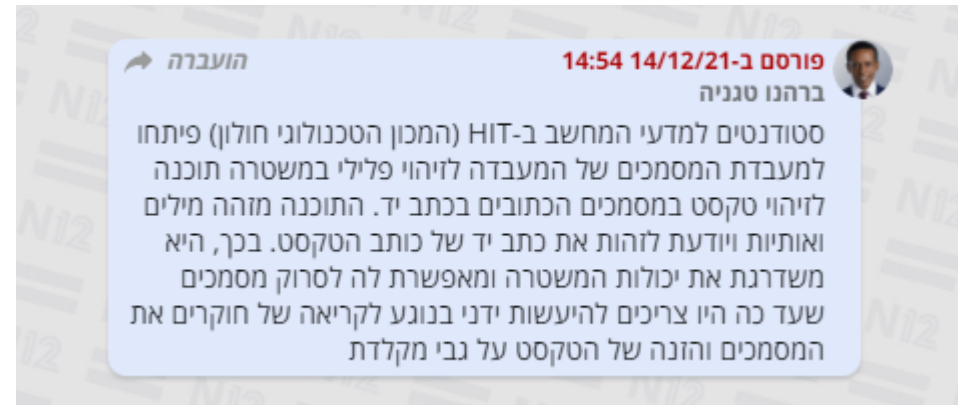 פורסם ב-14/12/21 14:54
הועברה
ברהנו טגניה
סטודנטים למדעי המחשב ב-HIT (המכון הטכנולוגי חולון) פיתחו
למעבדת המסמכים של המעבדה לזיהוי פלילי במשטרה תוכנה
לזיהוי טקסט במסמכים הכתובים בכתב יד. התוכנה מזהה מילים
ואותיות ויודעת לזהות את כתב יד של כותב הטקסט. בכך, היא
משדרגת את יכולות המשטרה ומאפשרת לה לסרוק מסמכים
שעד כה היו צריכים להיעשות ידני בנוגע לקריאה של חוקרים את
המסמכים והזנה של הטקסט על גבי מקלדת
N12